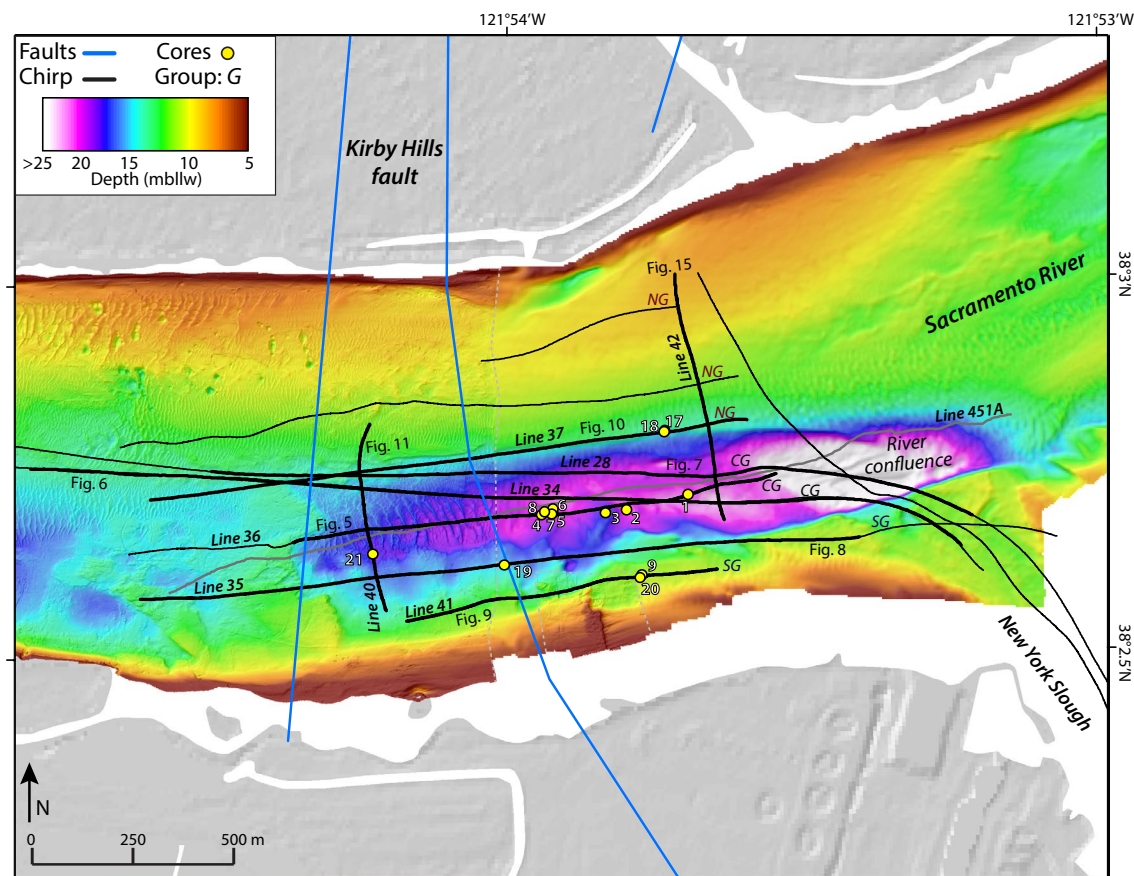 121°54’W
121°53’W
Faults
Cores
Chirp
Group: G
>25 20 15 10 5
Depth (mbllw)
Kirby Hills
fault
38°3’N
Sacramento River
Fig. 15
NG
Line 42
NG
NG
Line 451A
River
confluence
Fig. 11
Line 37
Fig. 10
18
17
Fig. 6
Line 28
Fig. 7
CG
CG
CG
Line 34
SG
1
8
6
4
7
5
3
2
Fig. 5
Line 36
21
19
Fig. 8
Line 35
Line 40
Line 41
Fig. 9
9
20
SG
38°2.5’N
New York Slough
N
0 250 500 m